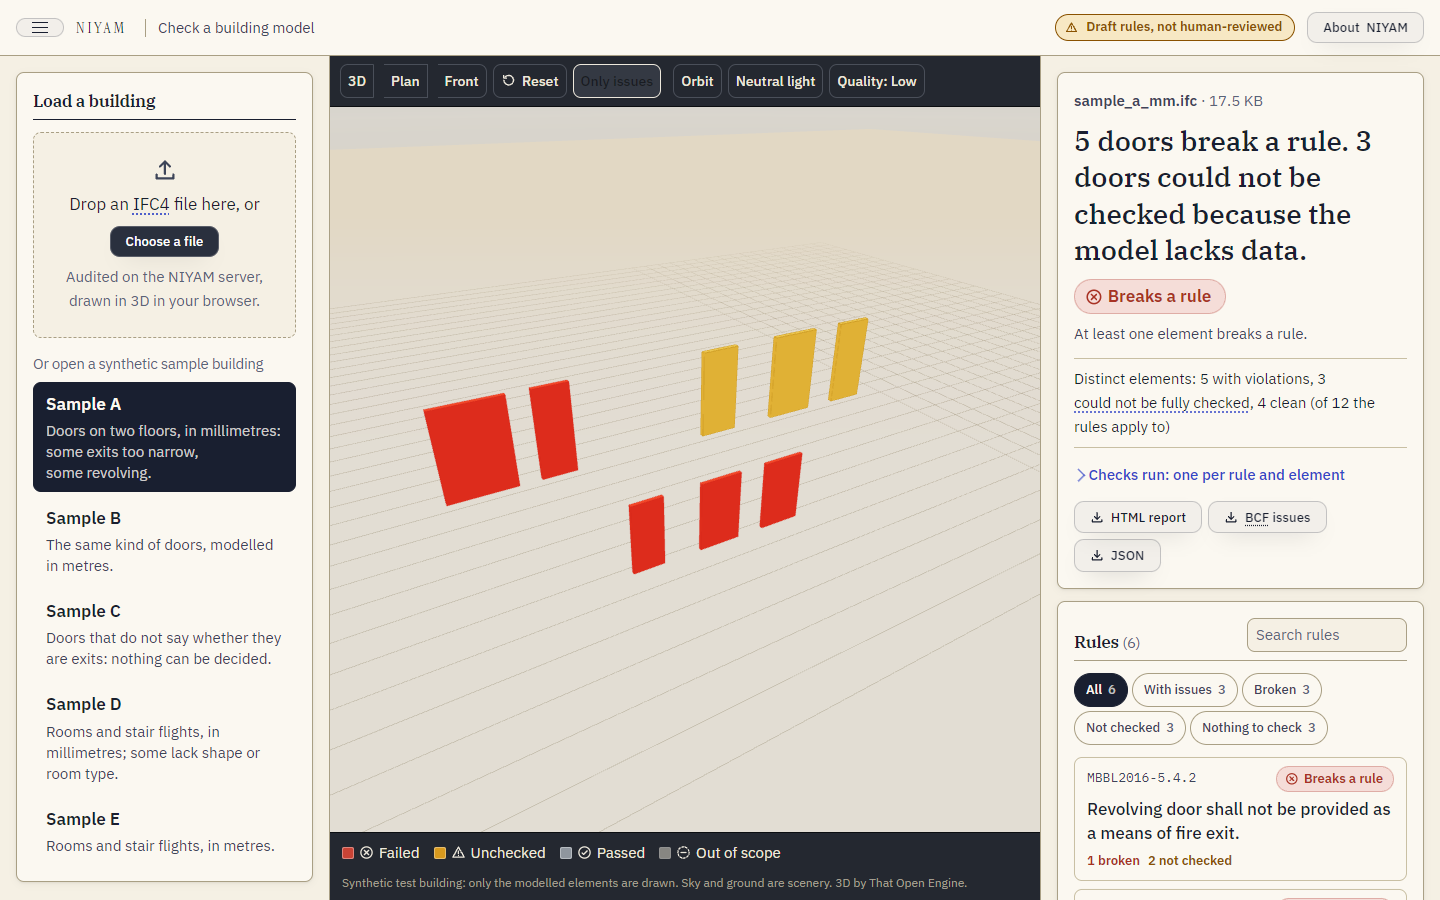 NIYAM
Check a building model
Draft rules, not human-reviewed
About NIYAM
Load a building
Drop an IFC4 file here, or
Choose a file
Audited on the NIYAM server,
drawn in 3D in your browser.
Or open a synthetic sample building
Sample A
Doors on two floors, in millimetres:
some exits too narrow,
some revolving.
Sample B
The same kind of doors, modelled
in metres.
Sample C
Doors that do not say whether they
are exits: nothing can be decided.
Sample D
Rooms and stair flights, in
millimetres; some lack shape or
room type.
Sample E
Rooms and stair flights, in metres.
3D
Plan
Front
Reset
Only issues
Orbit
Neutral light
Quality: Low
Failed
Unchecked
Passed
Out of scope
Synthetic test building: only the modelled elements are drawn. Sky and ground are scenery. 3D by That Open Engine.
sample_a_mm.ifc · 17.5 KB
5 doors break a rule. 3
doors could not be
checked because the
model lacks data.
Breaks a rule
At least one element breaks a rule.
Distinct elements: 5 with violations, 3
could not be fully checked, 4 clean (of 12 the
rules apply to)
Checks run: one per rule and element
HTML report
BCF issues
JSON
Rules (6)
Search rules
All 6
With issues 3
Broken 3
Not checked 3
Nothing to check 3
MBBL2016-5.4.2
Breaks a rule
Revolving door shall not be provided as
a means of fire exit.
1 broken 2 not checked